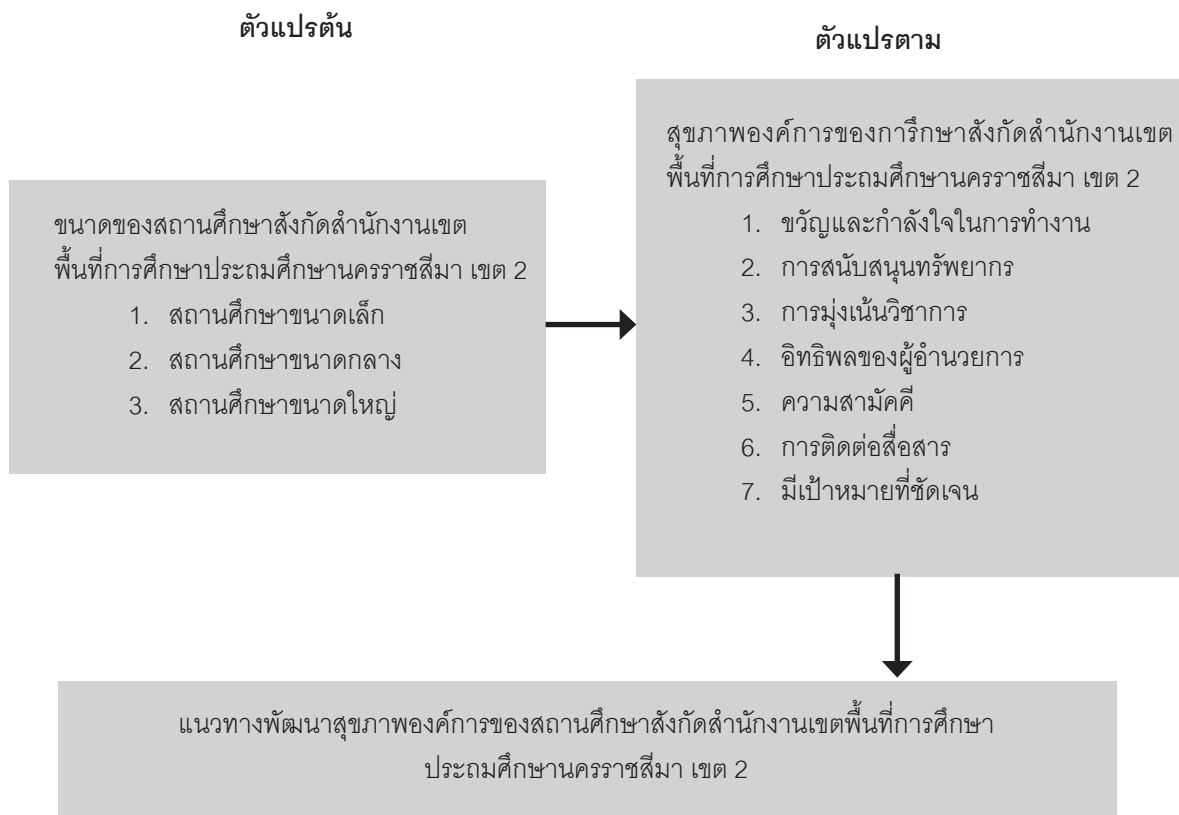 ตัวแปรต้น
ตัวแปรตาม
ขนาดของสถานศึกษาสังกัดสำนักงานเขต
พื้นที่การศึกษาประถมศึกษานครราชสีมา เขต 2
1. สถานศึกษาขนาดเล็ก
2. สถานศึกษาขนาดกลาง
3. สถานศึกษาขนาดใหญ่
สุขภาพองค์การของการึกษาสังกัดสำนักงานเขต
พื้นที่การศึกษาประถมศึกษานครราชสีมา เขต 2
1. ขวัญและกำลังใจในการทำงาน
2. การสนับสนุนทรัพยากร
3. การมุ่งเน้นวิชาการ
4. อิทธิพลของผู้อำนวยการ
5. ความสามัคคี
6. การติดต่อสื่อสาร
7. มีเป้าหมายที่ชัดเจน
แนวทางพัฒนาสุขภาพองค์การของสถานศึกษาสังกัดสำนักงานเขตพื้นที่การศึกษา
ประถมศึกษานครราชสีมา เขต 2